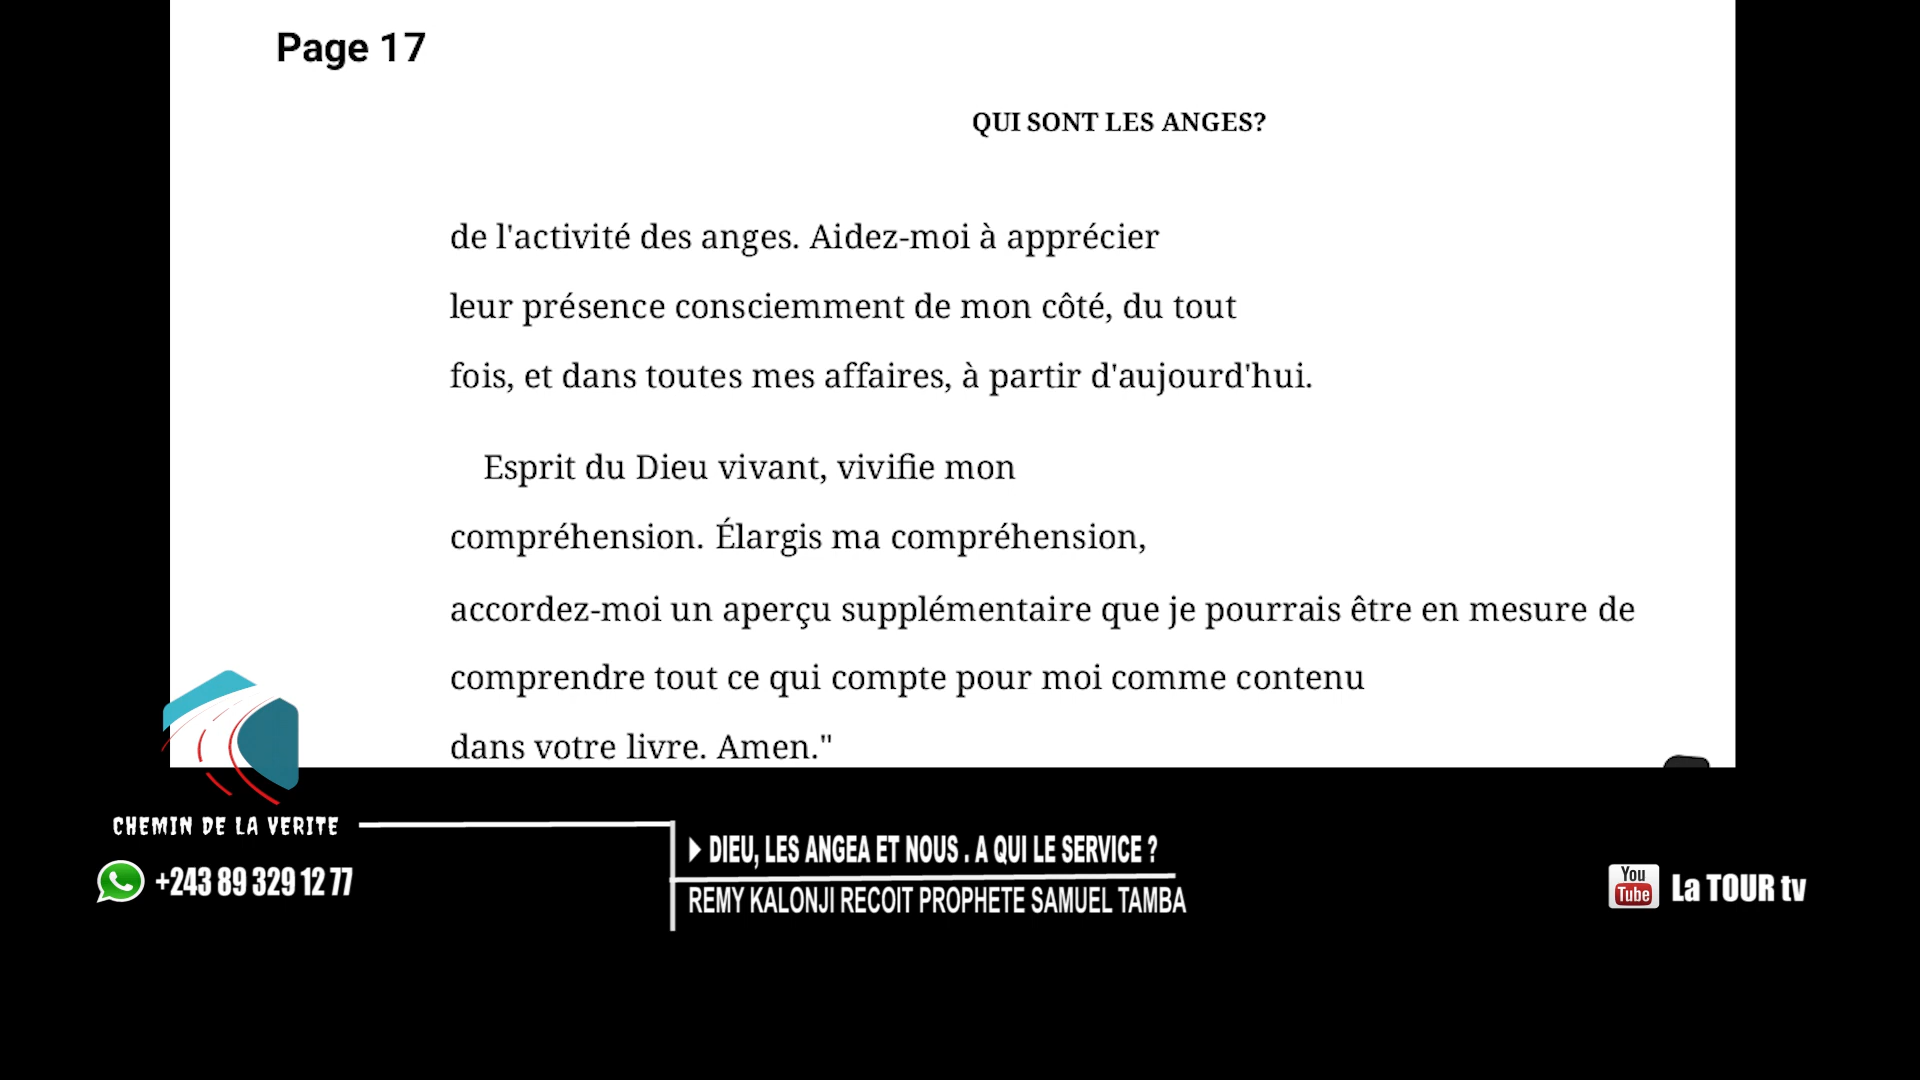 Page 17
QUI SONT LES ANGES?
de l'activité des anges. Aidez-moi à apprécier
leur présence consciemment de mon côté, du tout
fois, et dans toutes mes affaires, à partir d'aujourd'hui.
Esprit du Dieu vivant, vivifie mon
compréhension. Élargis ma compréhension,
accordez-moi un aperçu supplémentaire que je pourrais être en mesure de
comprendre tout ce qui compte pour moi comme contenu
dans votre livre. Amen."
CHEMIN DE LA VERITE
+243 89 329 12 77
DIEU, LES ANGEA ET NOUS . A QUI LE SERVICE ?
REMY KALONJI RECOIT PROPHETE SAMUEL TAMBA
You Tube La TOUR tv